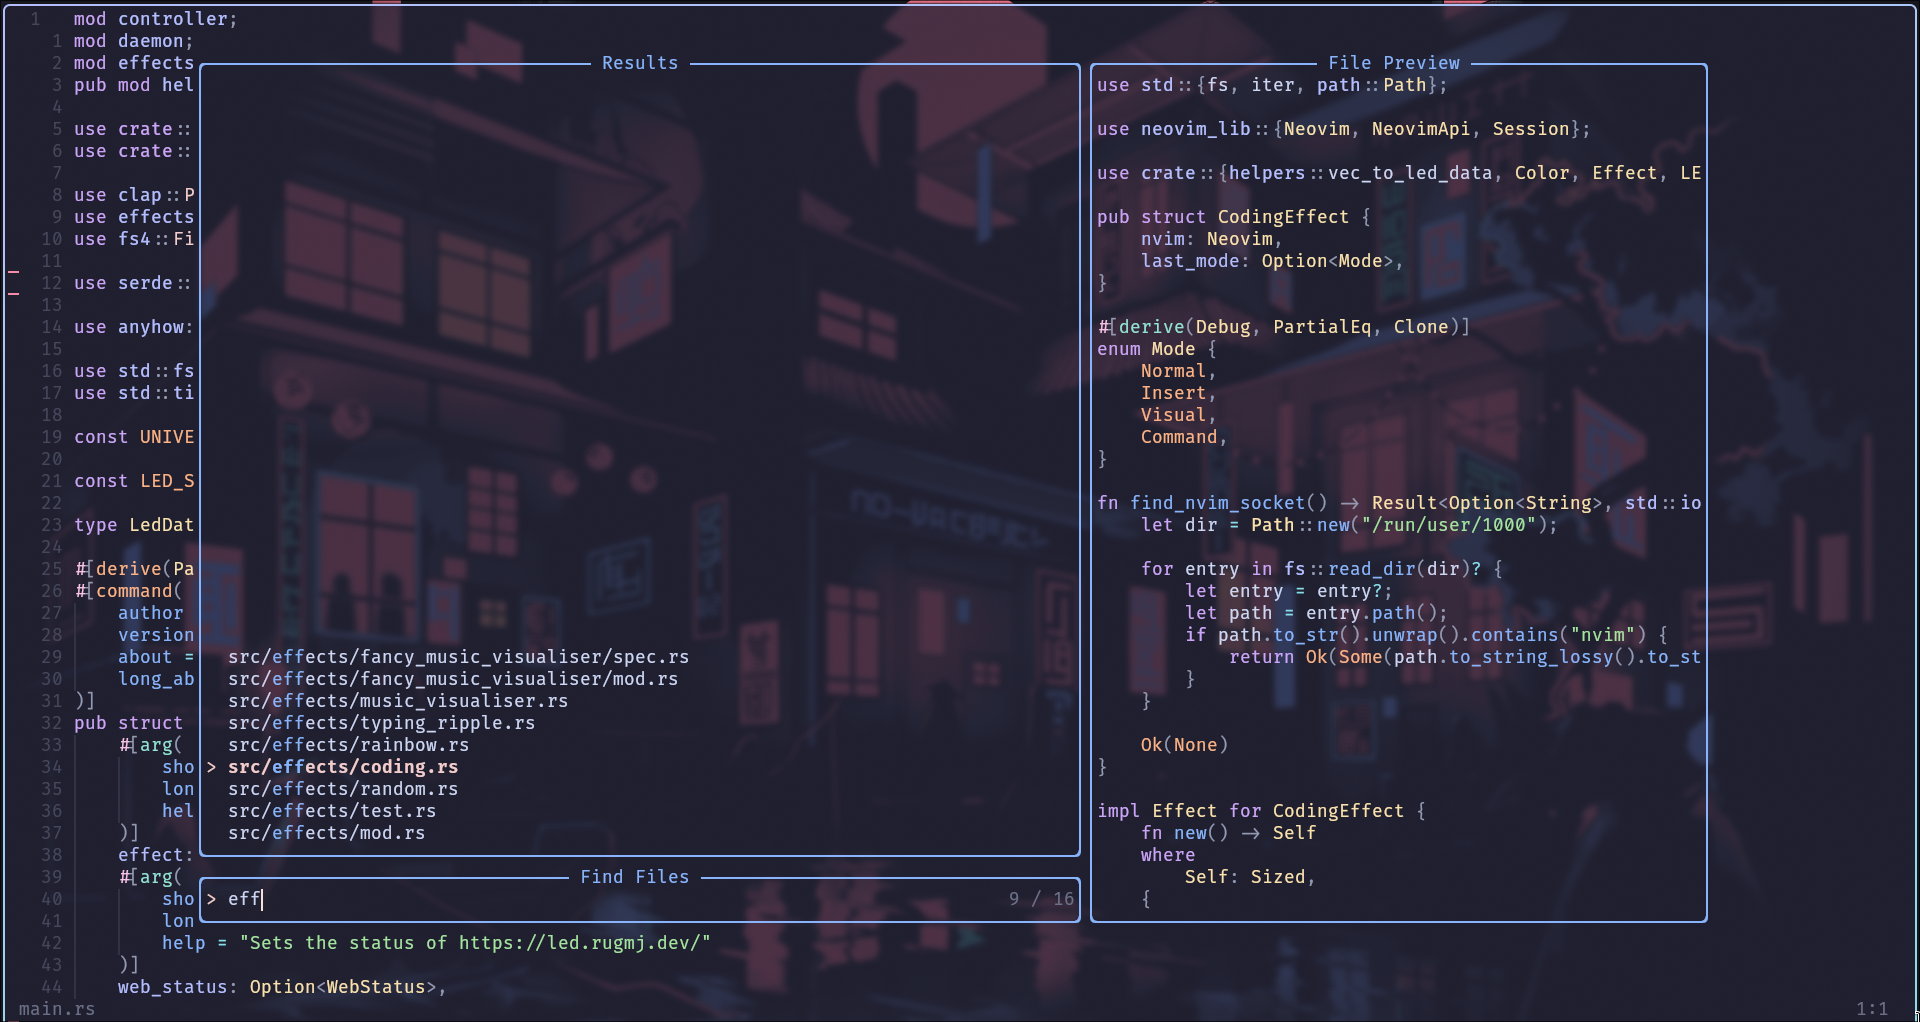 1 mod controller;
1 mod daemon;
2 mod effects
3 pub mod hel
4
5 use crate::
6 use crate::
7
8 use clap::P
9 use effects
10 use fs4::Fi
11
12 use serde::
13
14 use anyhow:
15
16 use std::fs
17 use std::ti
18
19 const UNIVE
20
21 const LED_S
22
23 type LedDat
24
25 #[derive(Pa
26 #[command(
27 author
28 version
29 about =
30 long_ab
31 )]
32 pub struct
33 #[arg(
34 sho
35 lon
36 hel
37 )]
38 effect:
39 #[arg(
40 sho
41 lon
42 help = "Sets the status of https://led.rugmj.dev/"
43 )]
44 web_status: Option<WebStatus>,
main.rs 1:1
Results
src/effects/fancy_music_visualiser/spec.rs
src/effects/fancy_music_visualiser/mod.rs
src/effects/music_visualiser.rs
src/effects/typing_ripple.rs
src/effects/rainbow.rs
> src/effects/coding.rs
src/effects/random.rs
src/effects/test.rs
src/effects/mod.rs
Find Files
> eff 9 / 16
File Preview
use std::{fs, iter, path::Path};
use neovim_lib::{Neovim, NeovimApi, Session};
use crate::{helpers::vec_to_led_data, Color, Effect, LE
pub struct CodingEffect {
nvim: Neovim,
last_mode: Option<Mode>,
}
#[derive(Debug, PartialEq, Clone)]
enum Mode {
Normal,
Insert,
Visual,
Command,
}
fn find_nvim_socket() -> Result<Option<String>, std::io
let dir = Path::new("/run/user/1000");
for entry in fs::read_dir(dir)? {
let entry = entry?;
let path = entry.path();
if path.to_str().unwrap().contains("nvim") {
return Ok(Some(path.to_string_lossy().to_st
}
}
Ok(None)
}
impl Effect for CodingEffect {
fn new() -> Self
where
Self: Sized,
{
NO-VACANCY